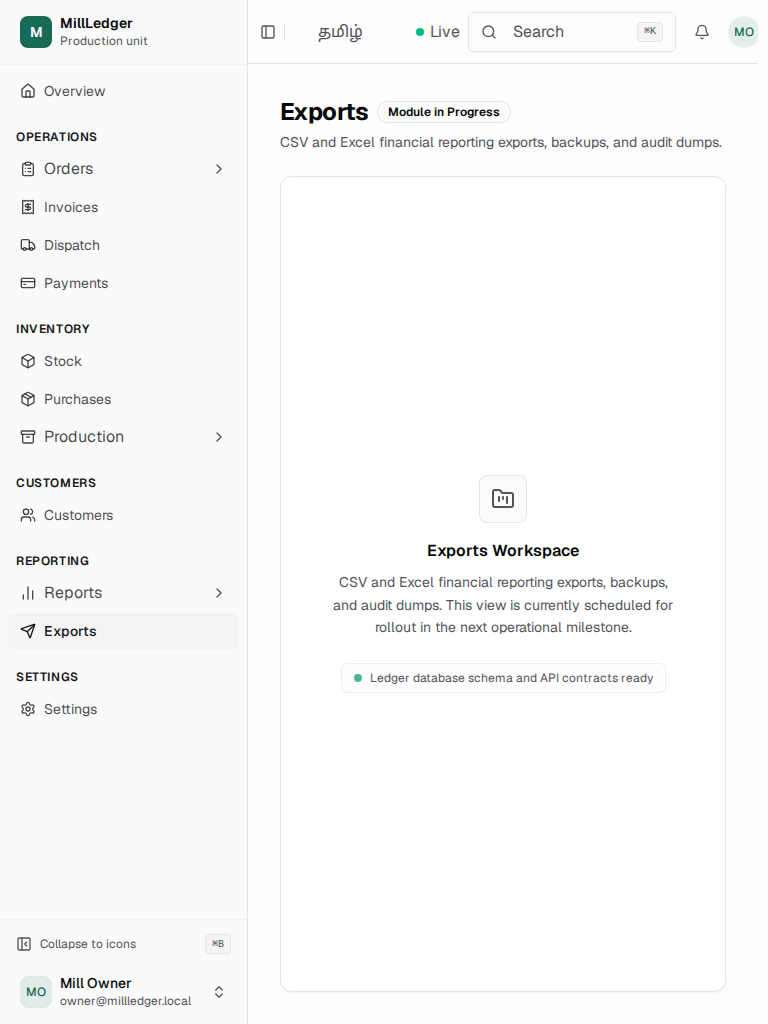 M
MillLedger
Production unit
Overview
OPERATIONS
Orders
Invoices
Dispatch
Payments
INVENTORY
Stock
Purchases
Production
CUSTOMERS
Customers
REPORTING
Reports
Exports
SETTINGS
Settings
Collapse to icons ⌘B
MO
Mill Owner
owner@millledger.local
தமிழ் Live Search ⌘K MO
Exports Module in Progress
CSV and Excel financial reporting exports, backups, and audit dumps.
Exports Workspace
CSV and Excel financial reporting exports, backups,
and audit dumps. This view is currently scheduled for
rollout in the next operational milestone.
Ledger database schema and API contracts ready